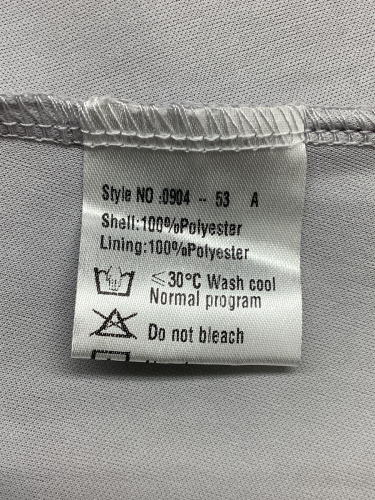 Style NO :0904 -- 53 A
Shell:100%Polyester
Lining:100%Polyester
≤30°C Wash cool
Normal program
Do not bleach